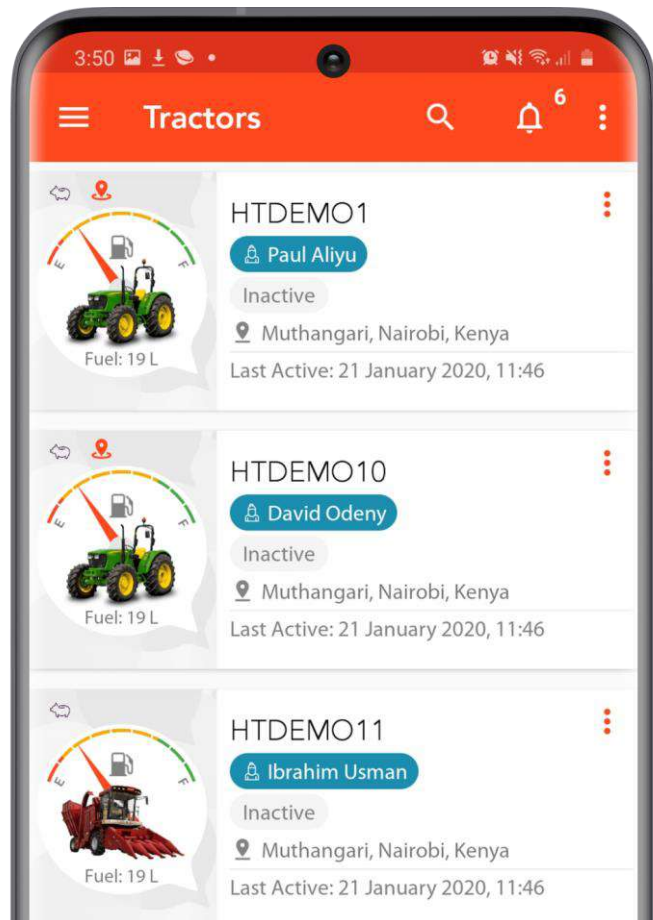 3:50
Tractors
6
HTDEMO1
Paul Aliyu
Inactive
Muthangari, Nairobi, Kenya
Last Active: 21 January 2020, 11:46
E
F
Fuel: 19 L
HTDEMO10
David Odeny
Inactive
Muthangari, Nairobi, Kenya
Last Active: 21 January 2020, 11:46
E
F
Fuel: 19 L
HTDEMO11
Ibrahim Usman
Inactive
Muthangari, Nairobi, Kenya
Last Active: 21 January 2020, 11:46
E
F
Fuel: 19 L